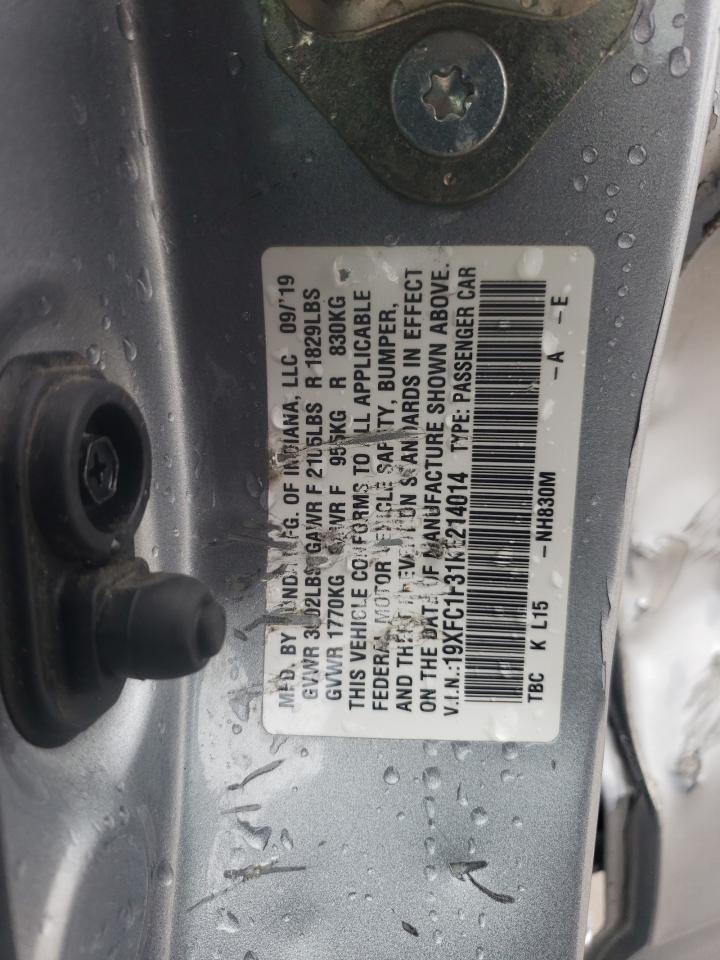 MFD. BY HONDA MFG. OF INDIANA, LLC 09/'19
GVWR 3902LBS GAWR F 2105LBS R 1829LBS
GVWR 1770KG GAWR F 955KG R 830KG
THIS VEHICLE CONFORMS TO ALL APPLICABLE
FEDERAL MOTOR VEHICLE SAFETY, BUMPER,
AND THEFT PREVENTION STANDARDS IN EFFECT
ON THE DATE OF MANUFACTURE SHOWN ABOVE.
V.I.N.: TYPE: PASSENGER CAR
TBC K L15 -NH830M -A -E